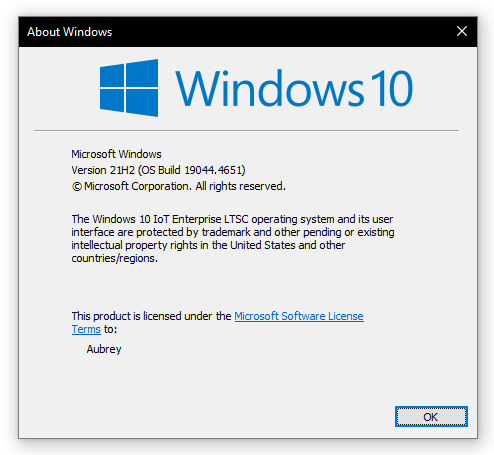 About Windows
Windows 10
Microsoft Windows
Version 21H2 (OS Build 19044.4651)
© Microsoft Corporation. All rights reserved.
The Windows 10 IoT Enterprise LTSC operating system and its user
interface are protected by trademark and other pending or existing
intellectual property rights in the United States and other
countries/regions.
This product is licensed under the Microsoft Software License
Terms to:
Aubrey
OK